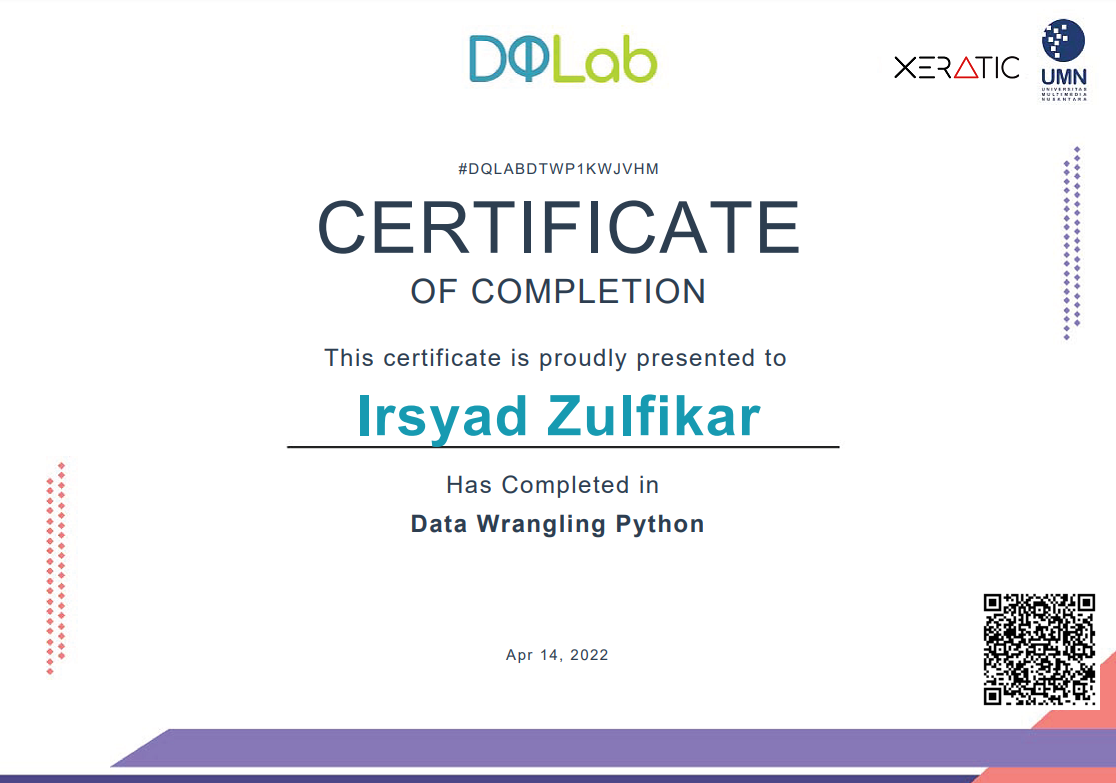 DQLab
XERATIC
UMN
UNIVERSITAS
MULTIMEDIA
NUSANTARA
#DQLABDTWP1KWJVHM
CERTIFICATE
OF COMPLETION
This certificate is proudly presented to
Irsyad Zulfikar
Has Completed in
Data Wrangling Python
Apr 14, 2022